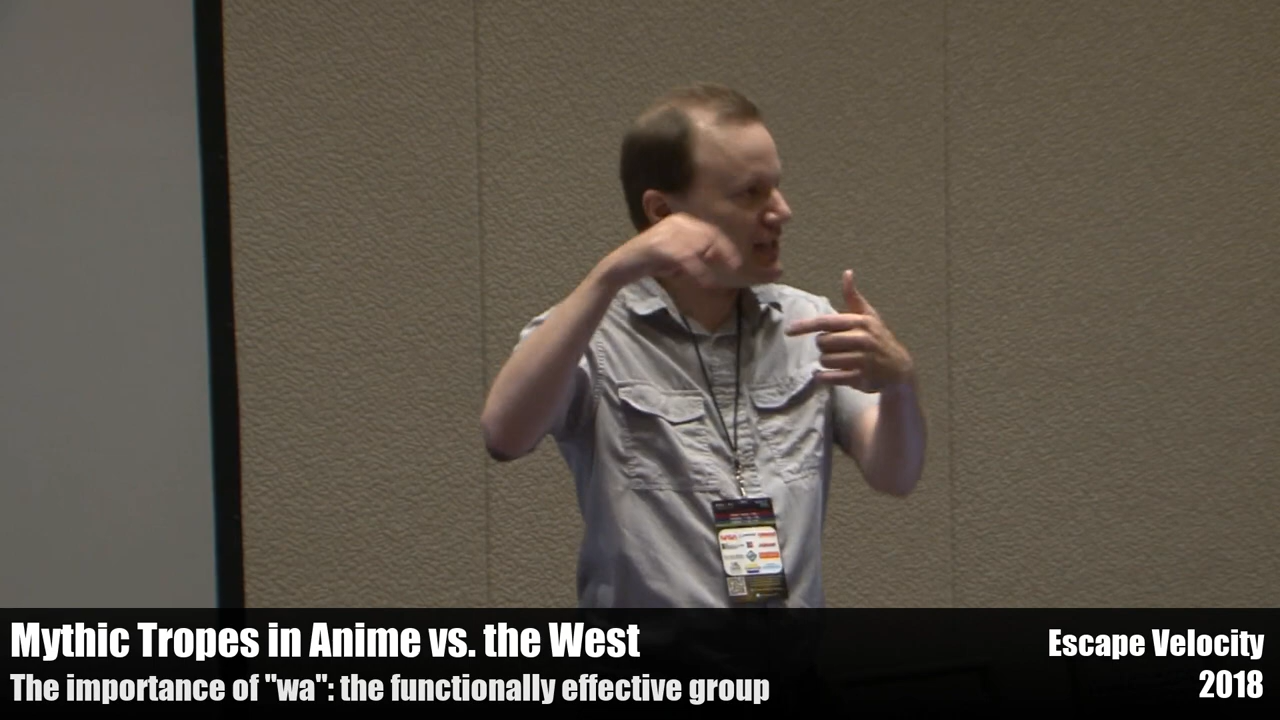 Mythic Tropes in Anime vs. the West
The importance of "wa": the functionally effective group
Escape Velocity
2018